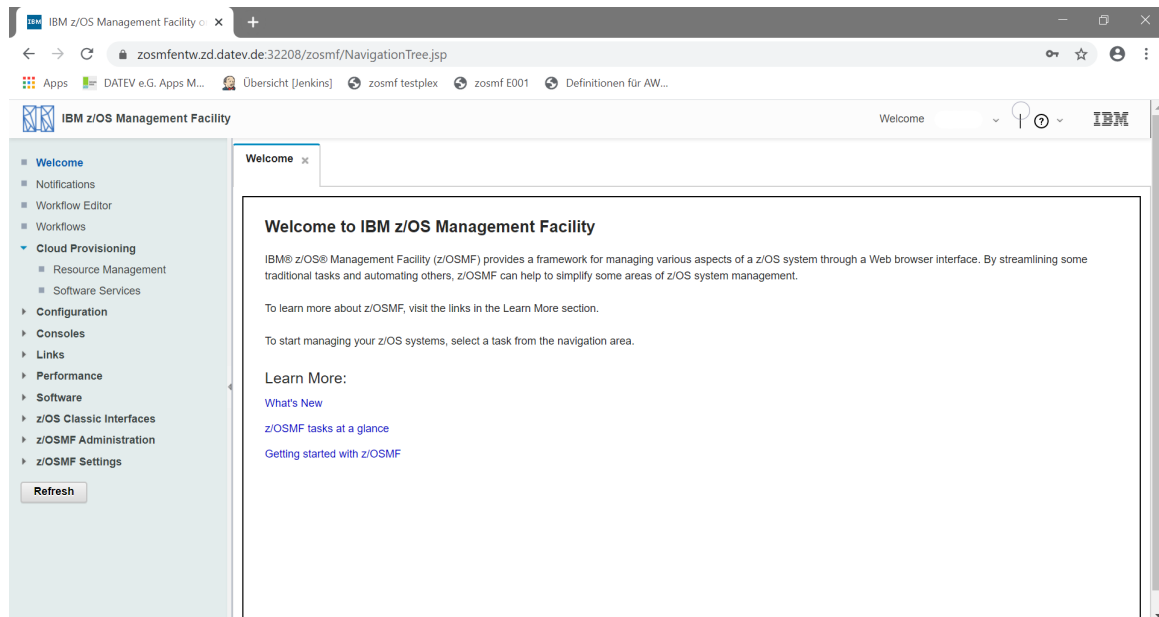 IBM z/OS Management Facility o
zosmfentw.zd.datev.de:32208/zosmf/NavigationTree.jsp
Apps DATEV e.G. Apps M... Übersicht [Jenkins] zosmf testplex zosmf E001 Definitionen für AW...
IBM z/OS Management Facility Welcome IBM
Welcome
Notifications
Workflow Editor
Workflows
Cloud Provisioning
Resource Management
Software Services
Configuration
Consoles
Links
Performance
Software
z/OS Classic Interfaces
z/OSMF Administration
z/OSMF Settings
Refresh
Welcome
Welcome to IBM z/OS Management Facility
IBM® z/OS® Management Facility (z/OSMF) provides a framework for managing various aspects of a z/OS system through a Web browser interface. By streamlining some
traditional tasks and automating others, z/OSMF can help to simplify some areas of z/OS system management.
To learn more about z/OSMF, visit the links in the Learn More section.
To start managing your z/OS systems, select a task from the navigation area.
Learn More:
What's New
z/OSMF tasks at a glance
Getting started with z/OSMF